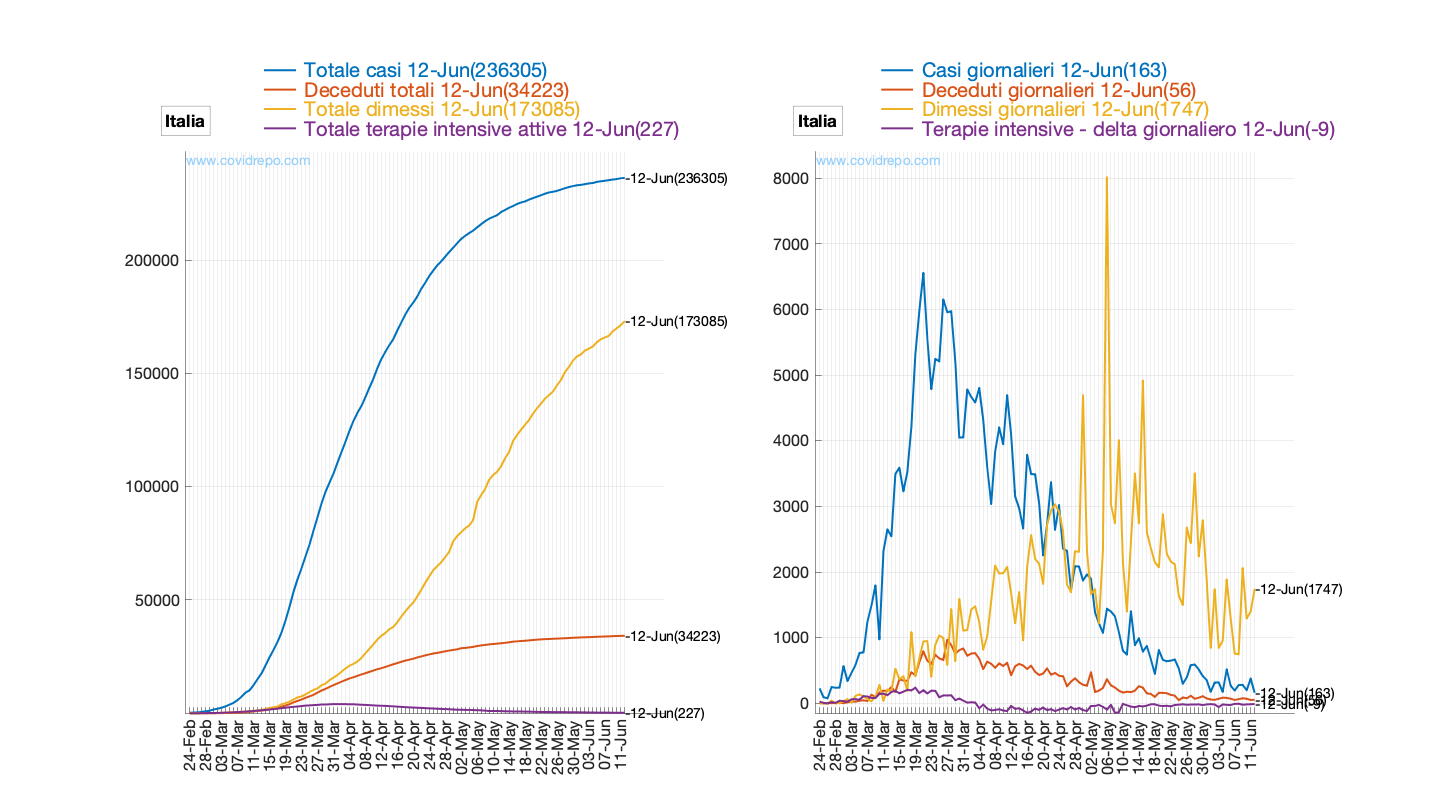 Totale casi 12-Jun(236305)
Deceduti totali 12-Jun(34223)
Totale dimessi 12-Jun(173085)
Totale terapie intensive attive 12-Jun(227)
Italia
www.covidrepo.com
200000
150000
100000
50000
-12-Jun(236305)
-12-Jun(173085)
-12-Jun(34223)
-12-Jun(227)
24-Feb
28-Feb
03-Mar
07-Mar
11-Mar
15-Mar
19-Mar
23-Mar
27-Mar
31-Mar
04-Apr
08-Apr
12-Apr
16-Apr
20-Apr
24-Apr
28-Apr
02-May
06-May
10-May
14-May
18-May
22-May
26-May
30-May
03-Jun
07-Jun
11-Jun
Casi giornalieri 12-Jun(163)
Deceduti giornalieri 12-Jun(56)
Dimessi giornalieri 12-Jun(1747)
Terapie intensive - delta giornaliero 12-Jun(-9)
Italia
www.covidrepo.com
8000
7000
6000
5000
4000
3000
2000
1000
0
-12-Jun(1747)
-12-Jun(163)
-12-Jun(56)
-12-Jun(-9)
24-Feb
28-Feb
03-Mar
07-Mar
11-Mar
15-Mar
19-Mar
23-Mar
27-Mar
31-Mar
04-Apr
08-Apr
12-Apr
16-Apr
20-Apr
24-Apr
28-Apr
02-May
06-May
10-May
14-May
18-May
22-May
26-May
30-May
03-Jun
07-Jun
11-Jun